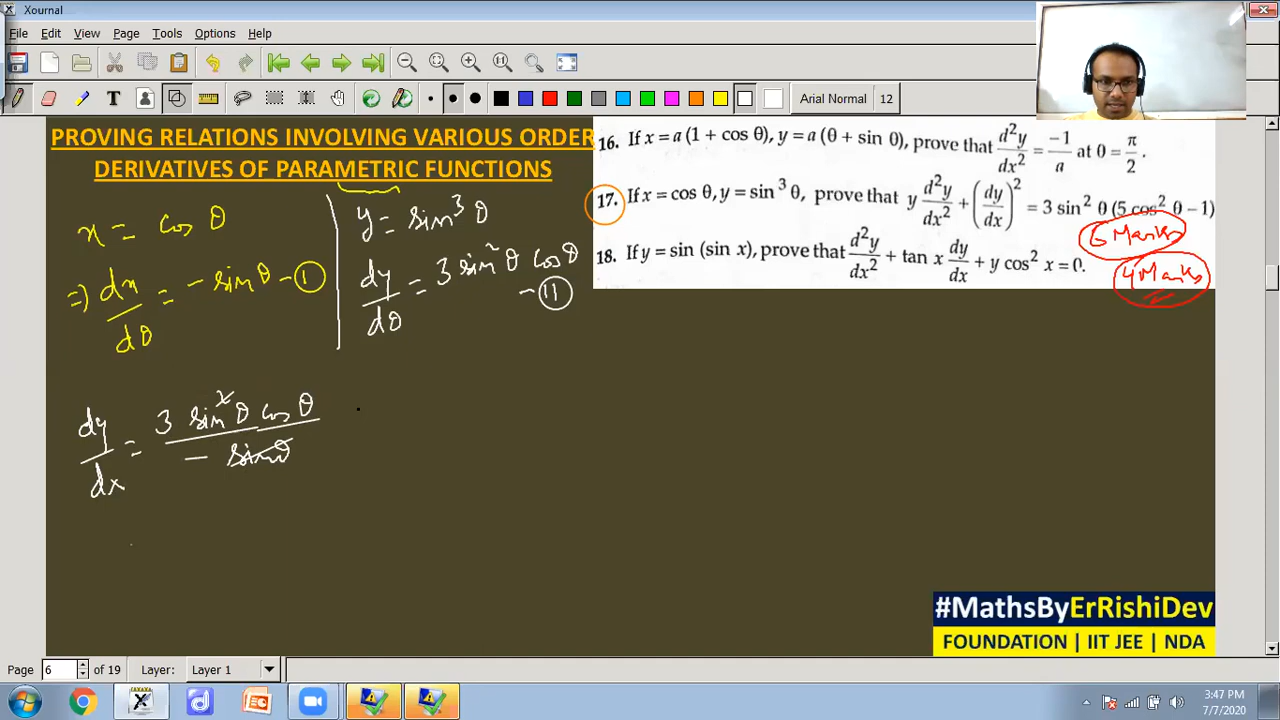 Xournal
File Edit View Page Tools Options Help
Arial Normal 12
PROVING RELATIONS INVOLVING VARIOUS ORDER
DERIVATIVES OF PARAMETRIC FUNCTIONS
16. If x = a (1 + cos θ), y = a (θ + sin θ), prove that d²y/dx² = -1/a at θ = π/2.
17. If x = cos θ, y = sin³ θ, prove that y d²y/dx² + (dy/dx)² = 3 sin² θ (5 cos² θ – 1)
6 Marks
18. If y = sin (sin x), prove that d²y/dx² + tan x dy/dx + y cos² x = 0.
4 Marks
x = cos θ
⇒ dx/dθ = - sinθ - ①
y = sin³ θ
dy/dθ = 3 sin² θ cosθ
- ⑪
dy/dx = 3 sin² θ cos θ / - sinθ
#MathsByErRishiDev
FOUNDATION | IIT JEE | NDA
Page 6 of 19 Layer: Layer 1
3:47 PM
7/7/2020